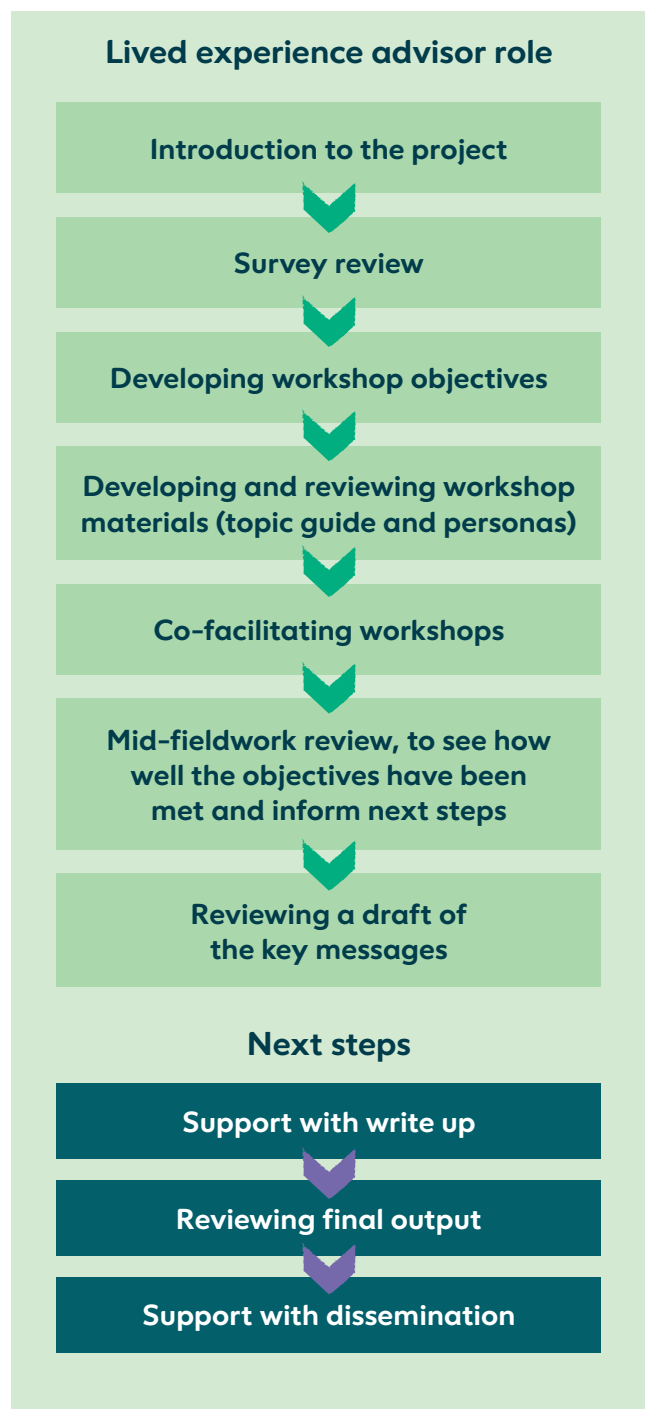 Lived experience advisor role
Introduction to the project
Survey review
Developing workshop objectives
Developing and reviewing workshop
materials (topic guide and personas)
Co-facilitating workshops
Mid-fieldwork review, to see how
well the objectives have been
met and inform next steps
Reviewing a draft of
the key messages
Next steps
Support with write up
Reviewing final output
Support with dissemination